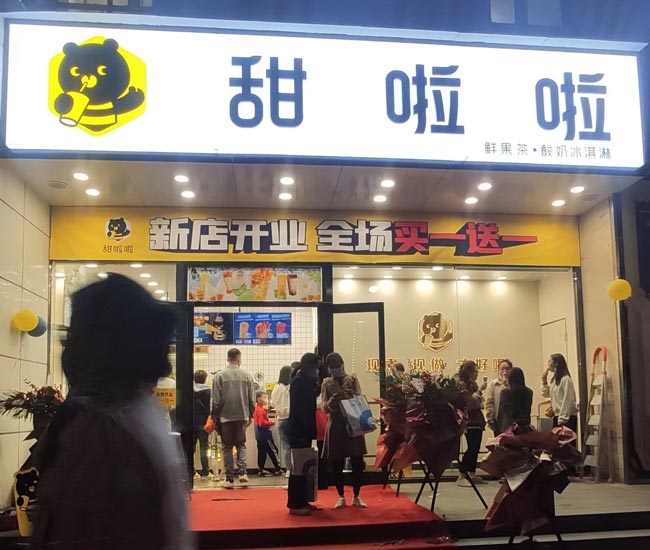 甜啦啦
鲜果茶·酸奶冰淇淋
甜啦啦
新店开业 全场买一送一